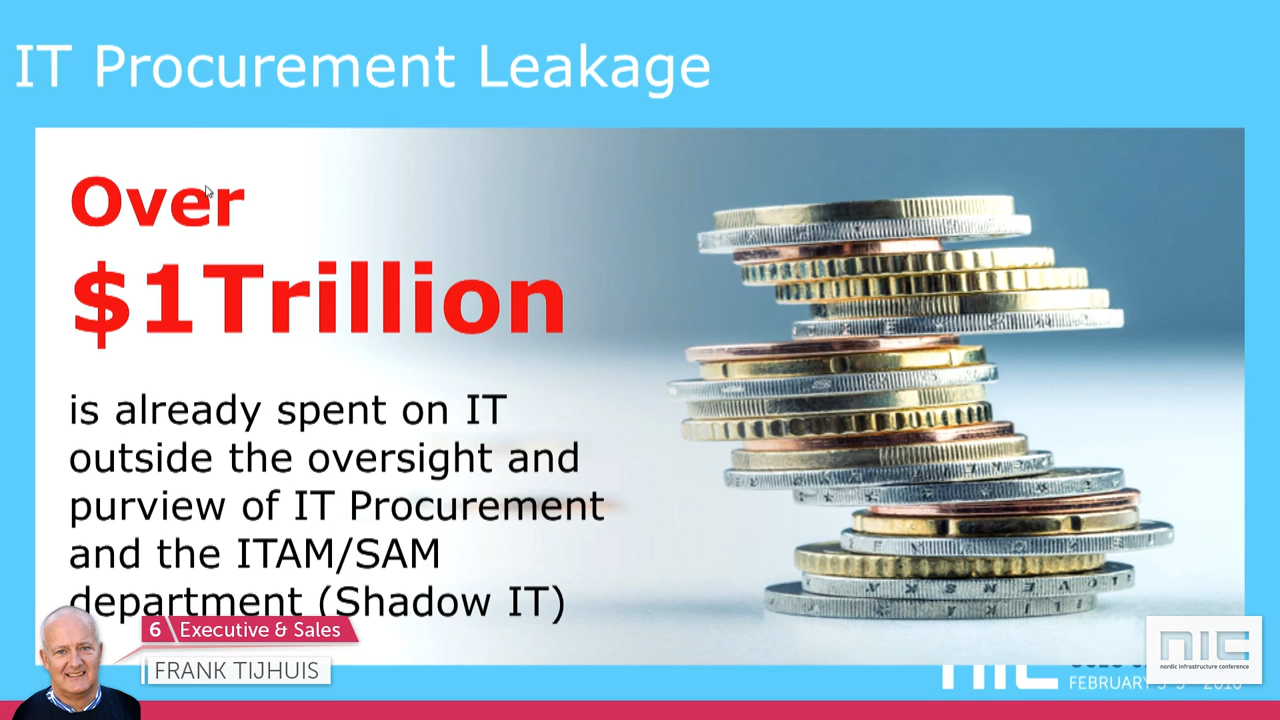 IT Procurement Leakage
Over
$1Trillion
is already spent on IT
outside the oversight and
purview of IT Procurement
and the ITAM/SAM
department (Shadow IT)
6 Executive & Sales
FRANK TIJHUIS
NIC
nordic infrastructure conference
FEBRUARY